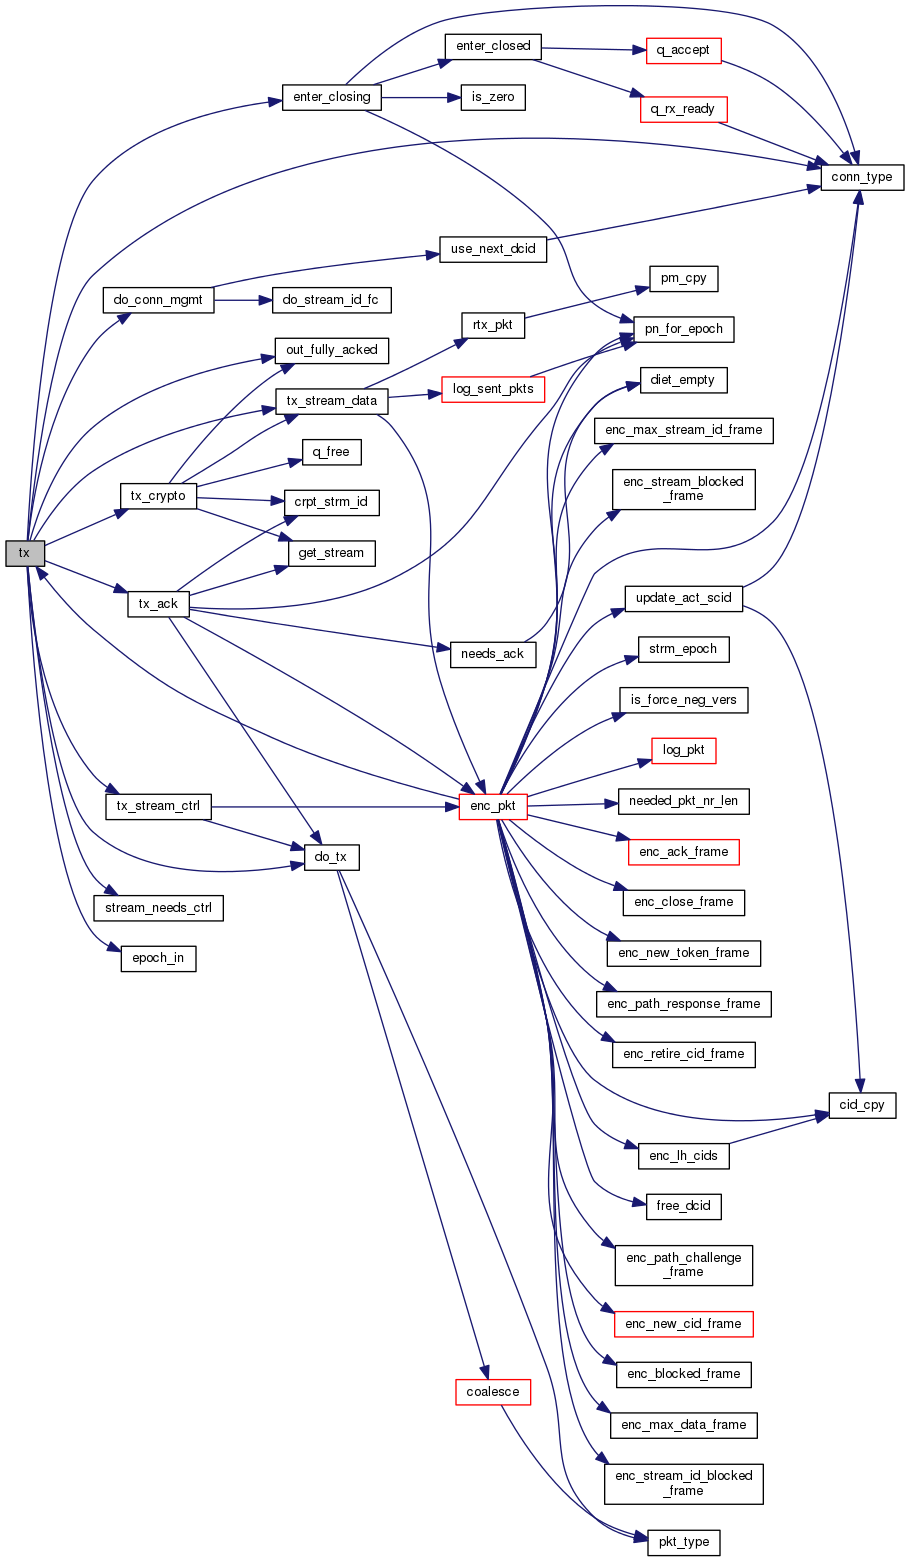 enter_closed
q_accept
enter_closing
is_zero
q_rx_ready
conn_type
use_next_dcid
pm_cpy
do_conn_mgmt
do_stream_id_fc
rtx_pkt
pn_for_epoch
out_fully_acked
diet_empty
tx_stream_data
log_sent_pkts
enc_max_stream_id_frame
q_free
enc_stream_blocked
_frame
tx_crypto
crpt_strm_id
tx
get_stream
tx_ack
update_act_scid
needs_ack
strm_epoch
is_force_neg_vers
log_pkt
tx_stream_ctrl
enc_pkt
needed_pkt_nr_len
do_tx
enc_ack_frame
stream_needs_ctrl
enc_close_frame
epoch_in
enc_new_token_frame
enc_path_response_frame
enc_retire_cid_frame
cid_cpy
enc_lh_cids
free_dcid
enc_path_challenge
_frame
enc_new_cid_frame
enc_blocked_frame
coalesce
enc_max_data_frame
enc_stream_id_blocked
_frame
pkt_type